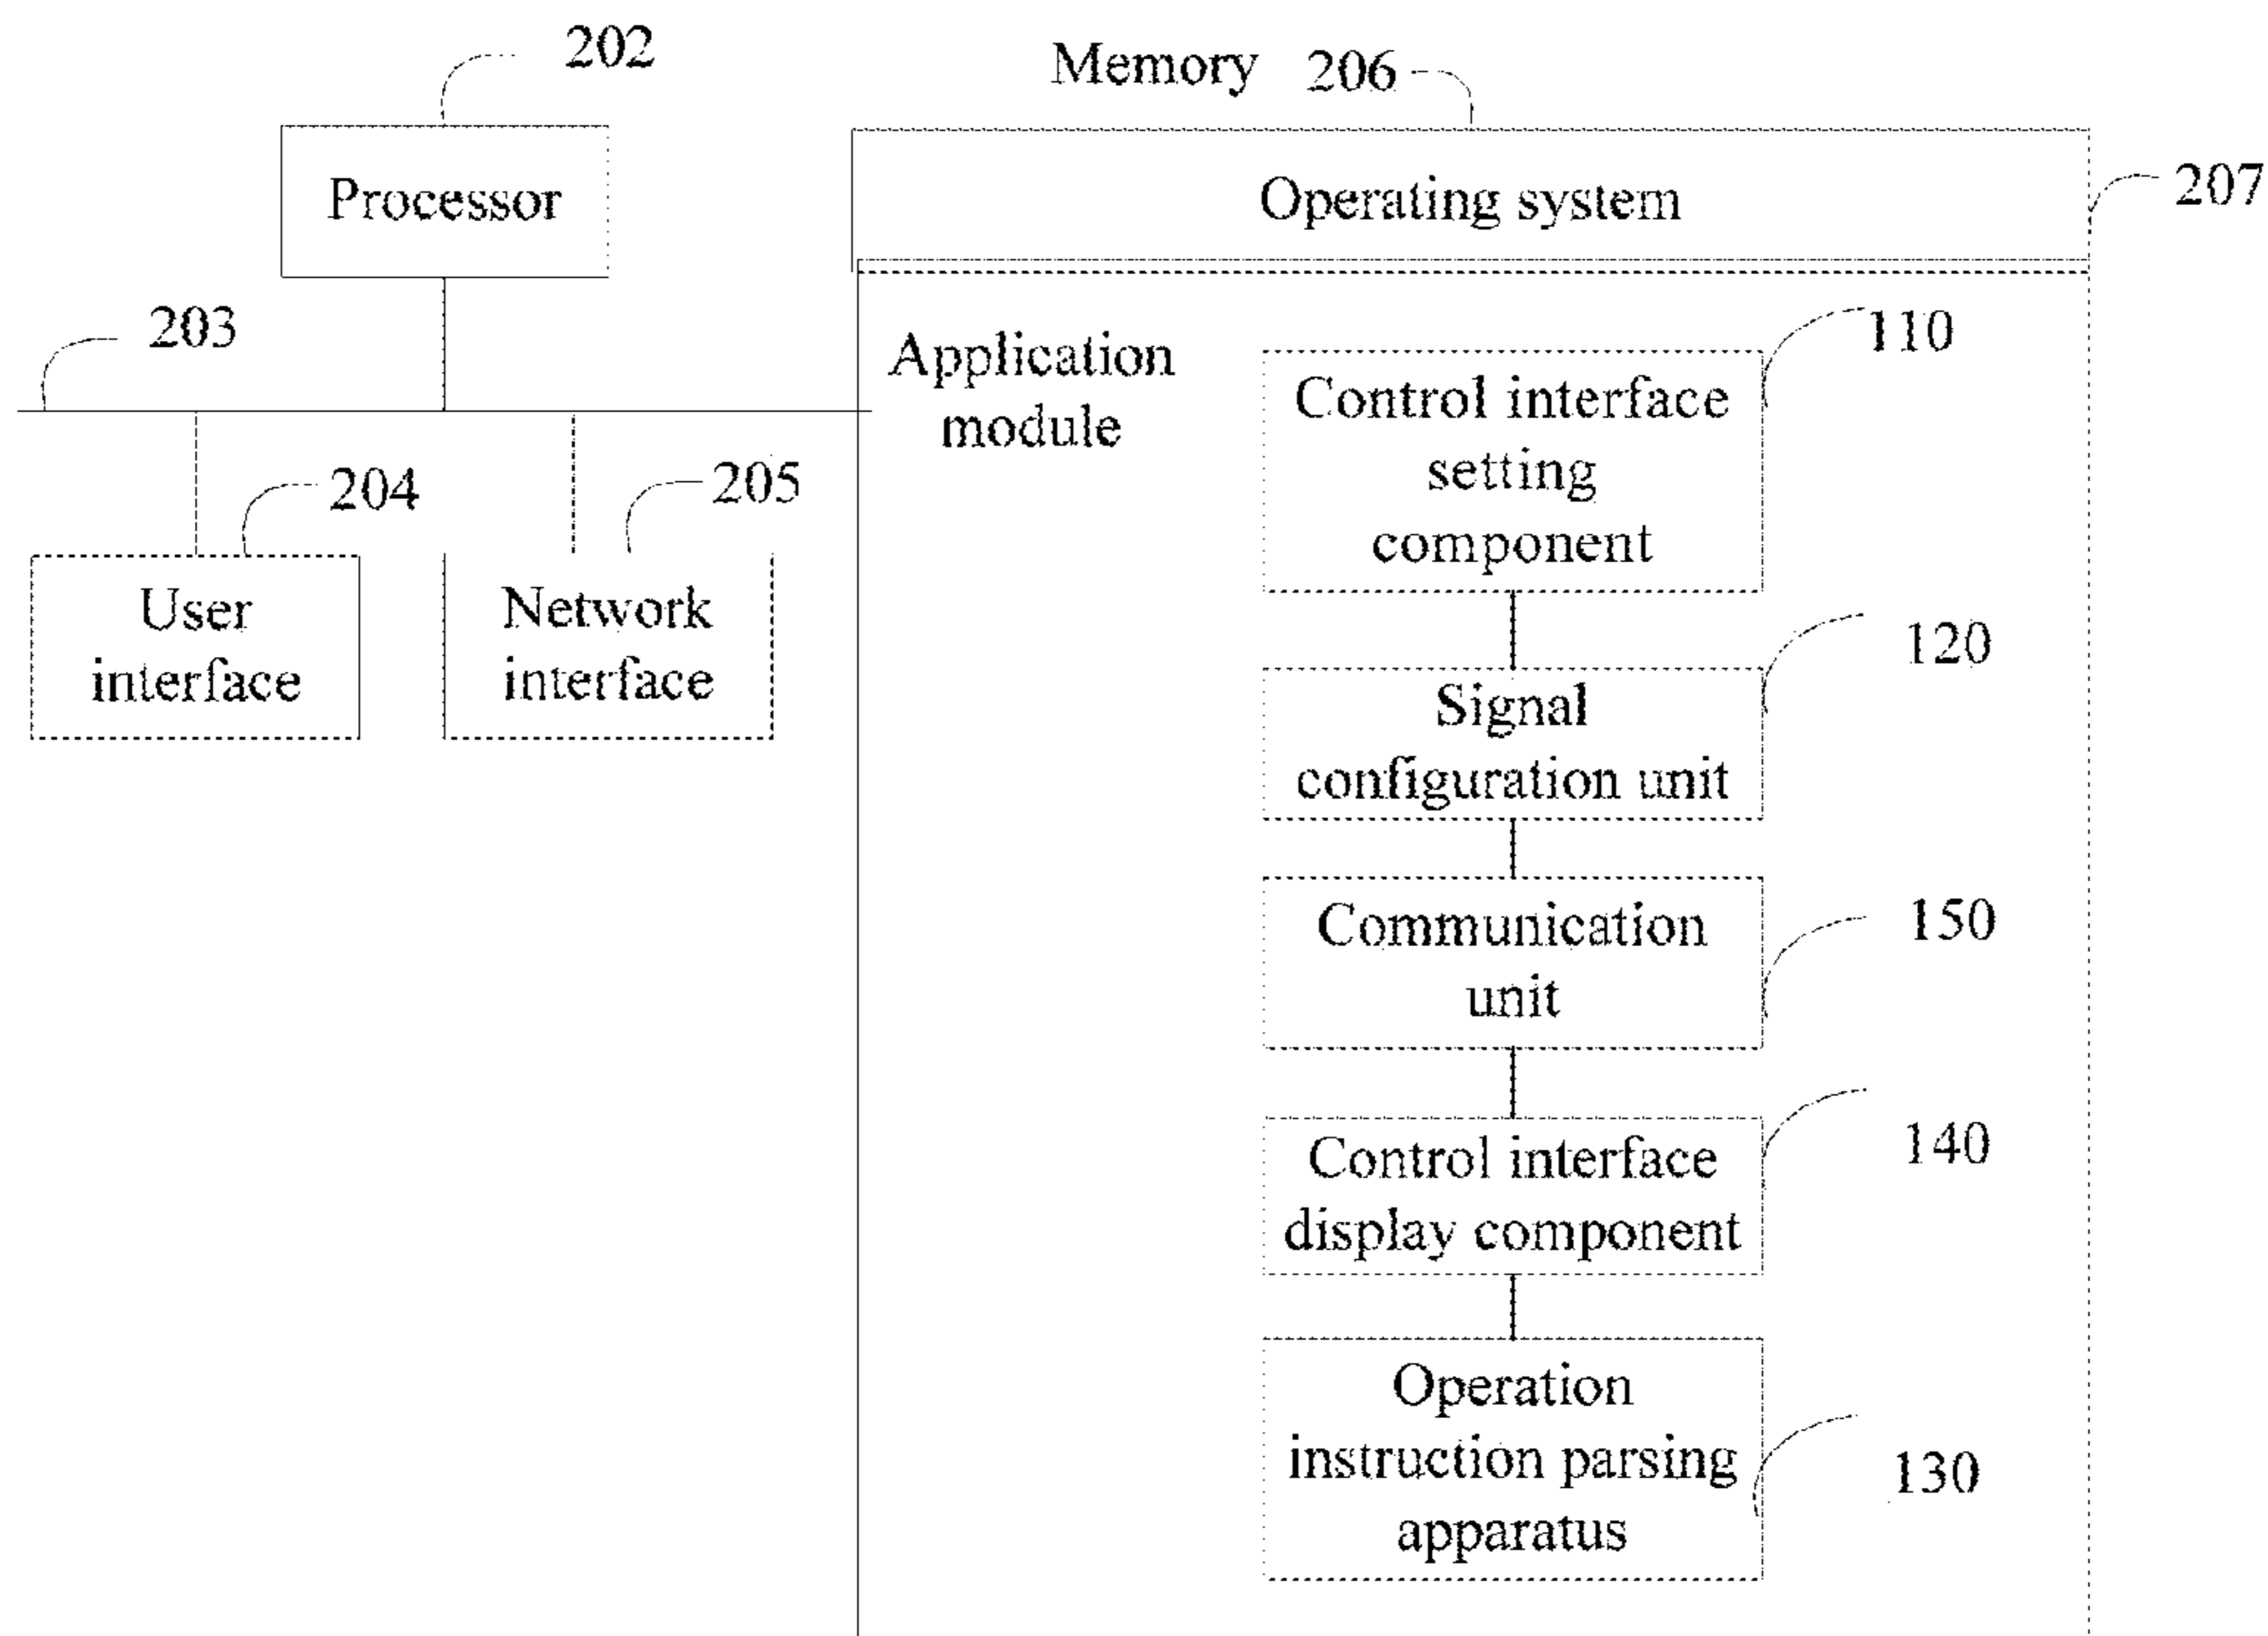 202
Processor
203
204
205
User
interface
Network
interface
Memory 206
Operating system
207
Application
module
110
Control interface
setting
component
120
Signal
configuration unit
150
Communication
unit
140
Control interface
display component
130
Operation
instruction parsing
apparatus